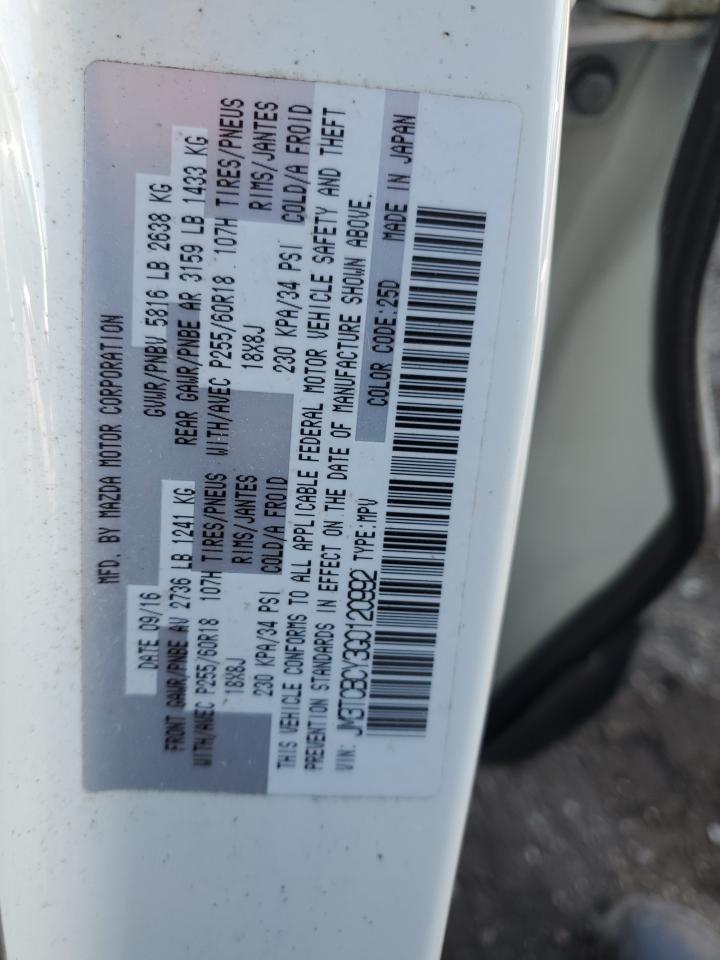 MFD. BY MAZDA MOTOR CORPORATION
DATE 09/16 GVWR/PNBV 5816 LB 2638 KG
FRONT GAWR/PNBE AV 2736 LB 1241 KG REAR GAWR/PNBE AR 3159 LB 1433 KG
WITH/AVEC P255/60R18 107H TIRES/PNEUS WITH/AVEC P255/60R18 107H TIRES/PNEUS
18X8J RIMS/JANTES 18X8J RIMS/JANTES
230 KPA/34 PSI COLD/A FROID 230 KPA/34 PSI COLD/A FROID
THIS VEHICLE CONFORMS TO ALL APPLICABLE FEDERAL MOTOR VEHICLE SAFETY AND THEFT
PREVENTION STANDARDS IN EFFECT ON THE DATE OF MANUFACTURE SHOWN ABOVE.
VIN: JM3TCBCY3G0120992 TYPE:MPV COLOR CODE:25D MADE IN JAPAN